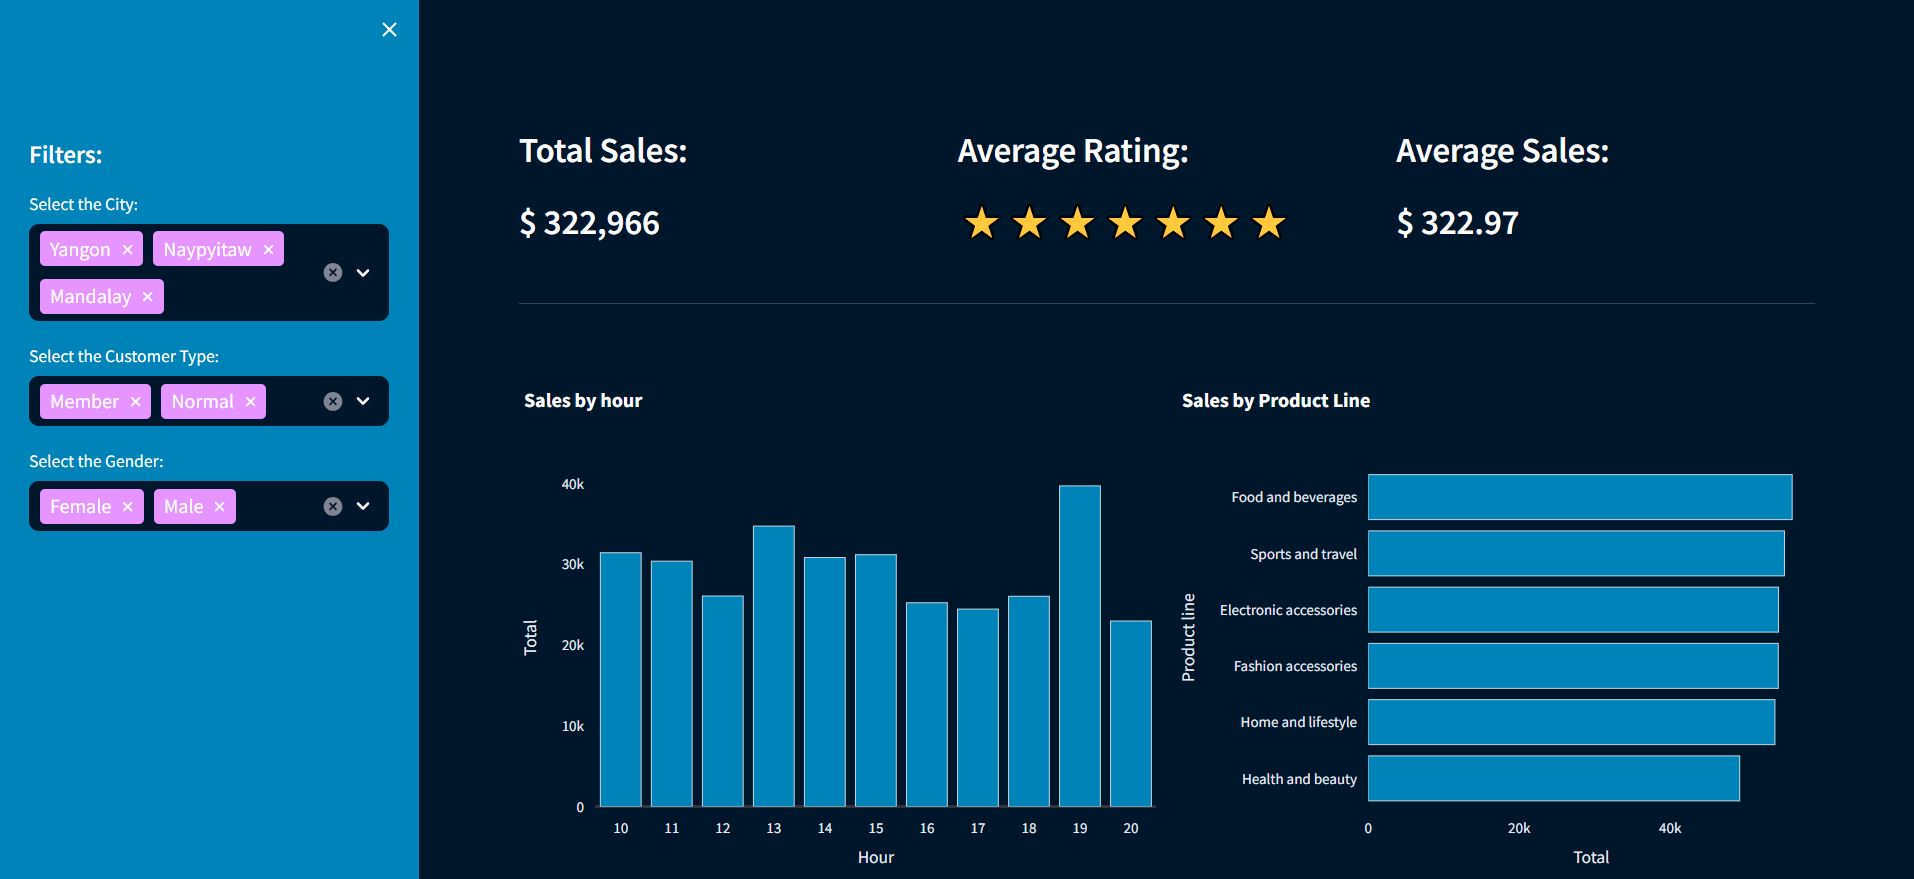 Filters:
Select the City:
Yangon
Naypyitaw
Mandalay
Select the Customer Type:
Member
Normal
Select the Gender:
Female
Male
Total Sales:
$ 322,966
Average Rating:
Average Sales:
$ 322.97
Sales by hour
Total
40k
30k
20k
10k
0
10 11 12 13 14 15 16 17 18 19 20
Hour
Sales by Product Line
Product line
Food and beverages
Sports and travel
Electronic accessories
Fashion accessories
Home and lifestyle
Health and beauty
0 20k 40k
Total